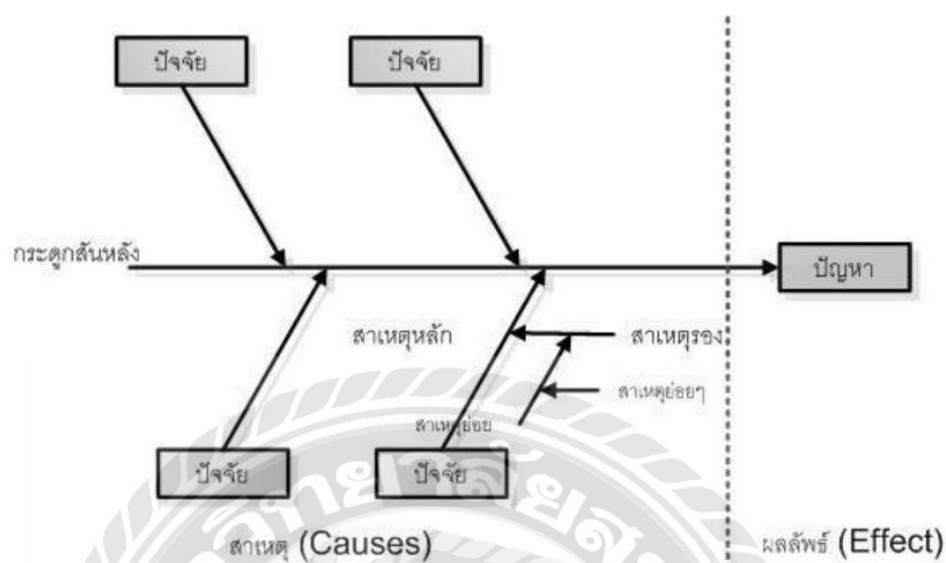 ปัจจัย
ปัจจัย
กระดูกสันหลัง
ปัญหา
สาเหตุหลัก
สาเหตุรอง
สาเหตุย่อยๆ
สาเหตุย่อย
ปัจจัย
ปัจจัย
สาเหตุ (Causes)
ผลลัพธ์ (Effect)